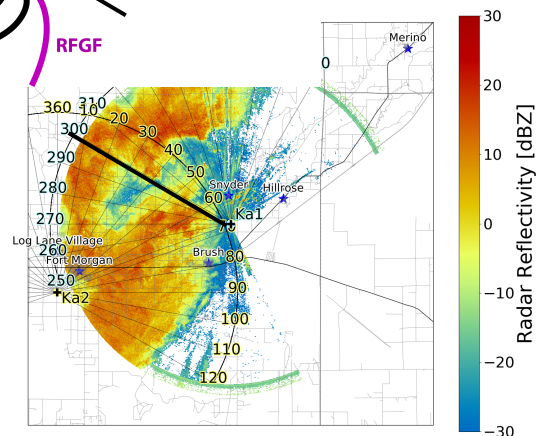 RFGF
Merino
0
360
310
10
20
30
300
40
290
50
280
60
Snyder
Hillrose
270
Ka1
Log Lane Village
260
Fort Morgan
Brush
80
250
Ka2
90
100
110
120
30
20
10
0
−10
−20
−30
Radar Reflectivity [dBZ]